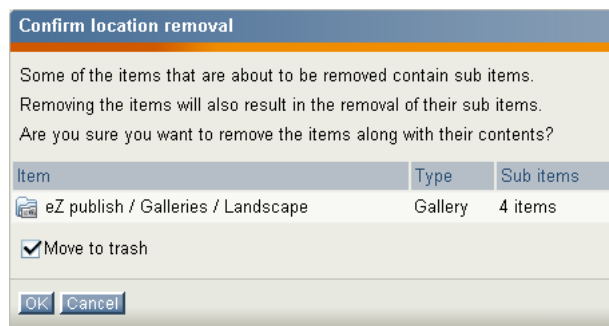 Confirm location removal
Some of the items that are about to be removed contain sub items.
Removing the items will also result in the removal of their sub items.
Are you sure you want to remove the items along with their contents?
Item Type Sub items
eZ publish / Galleries / Landscape Gallery 4 items
Move to trash
OK Cancel